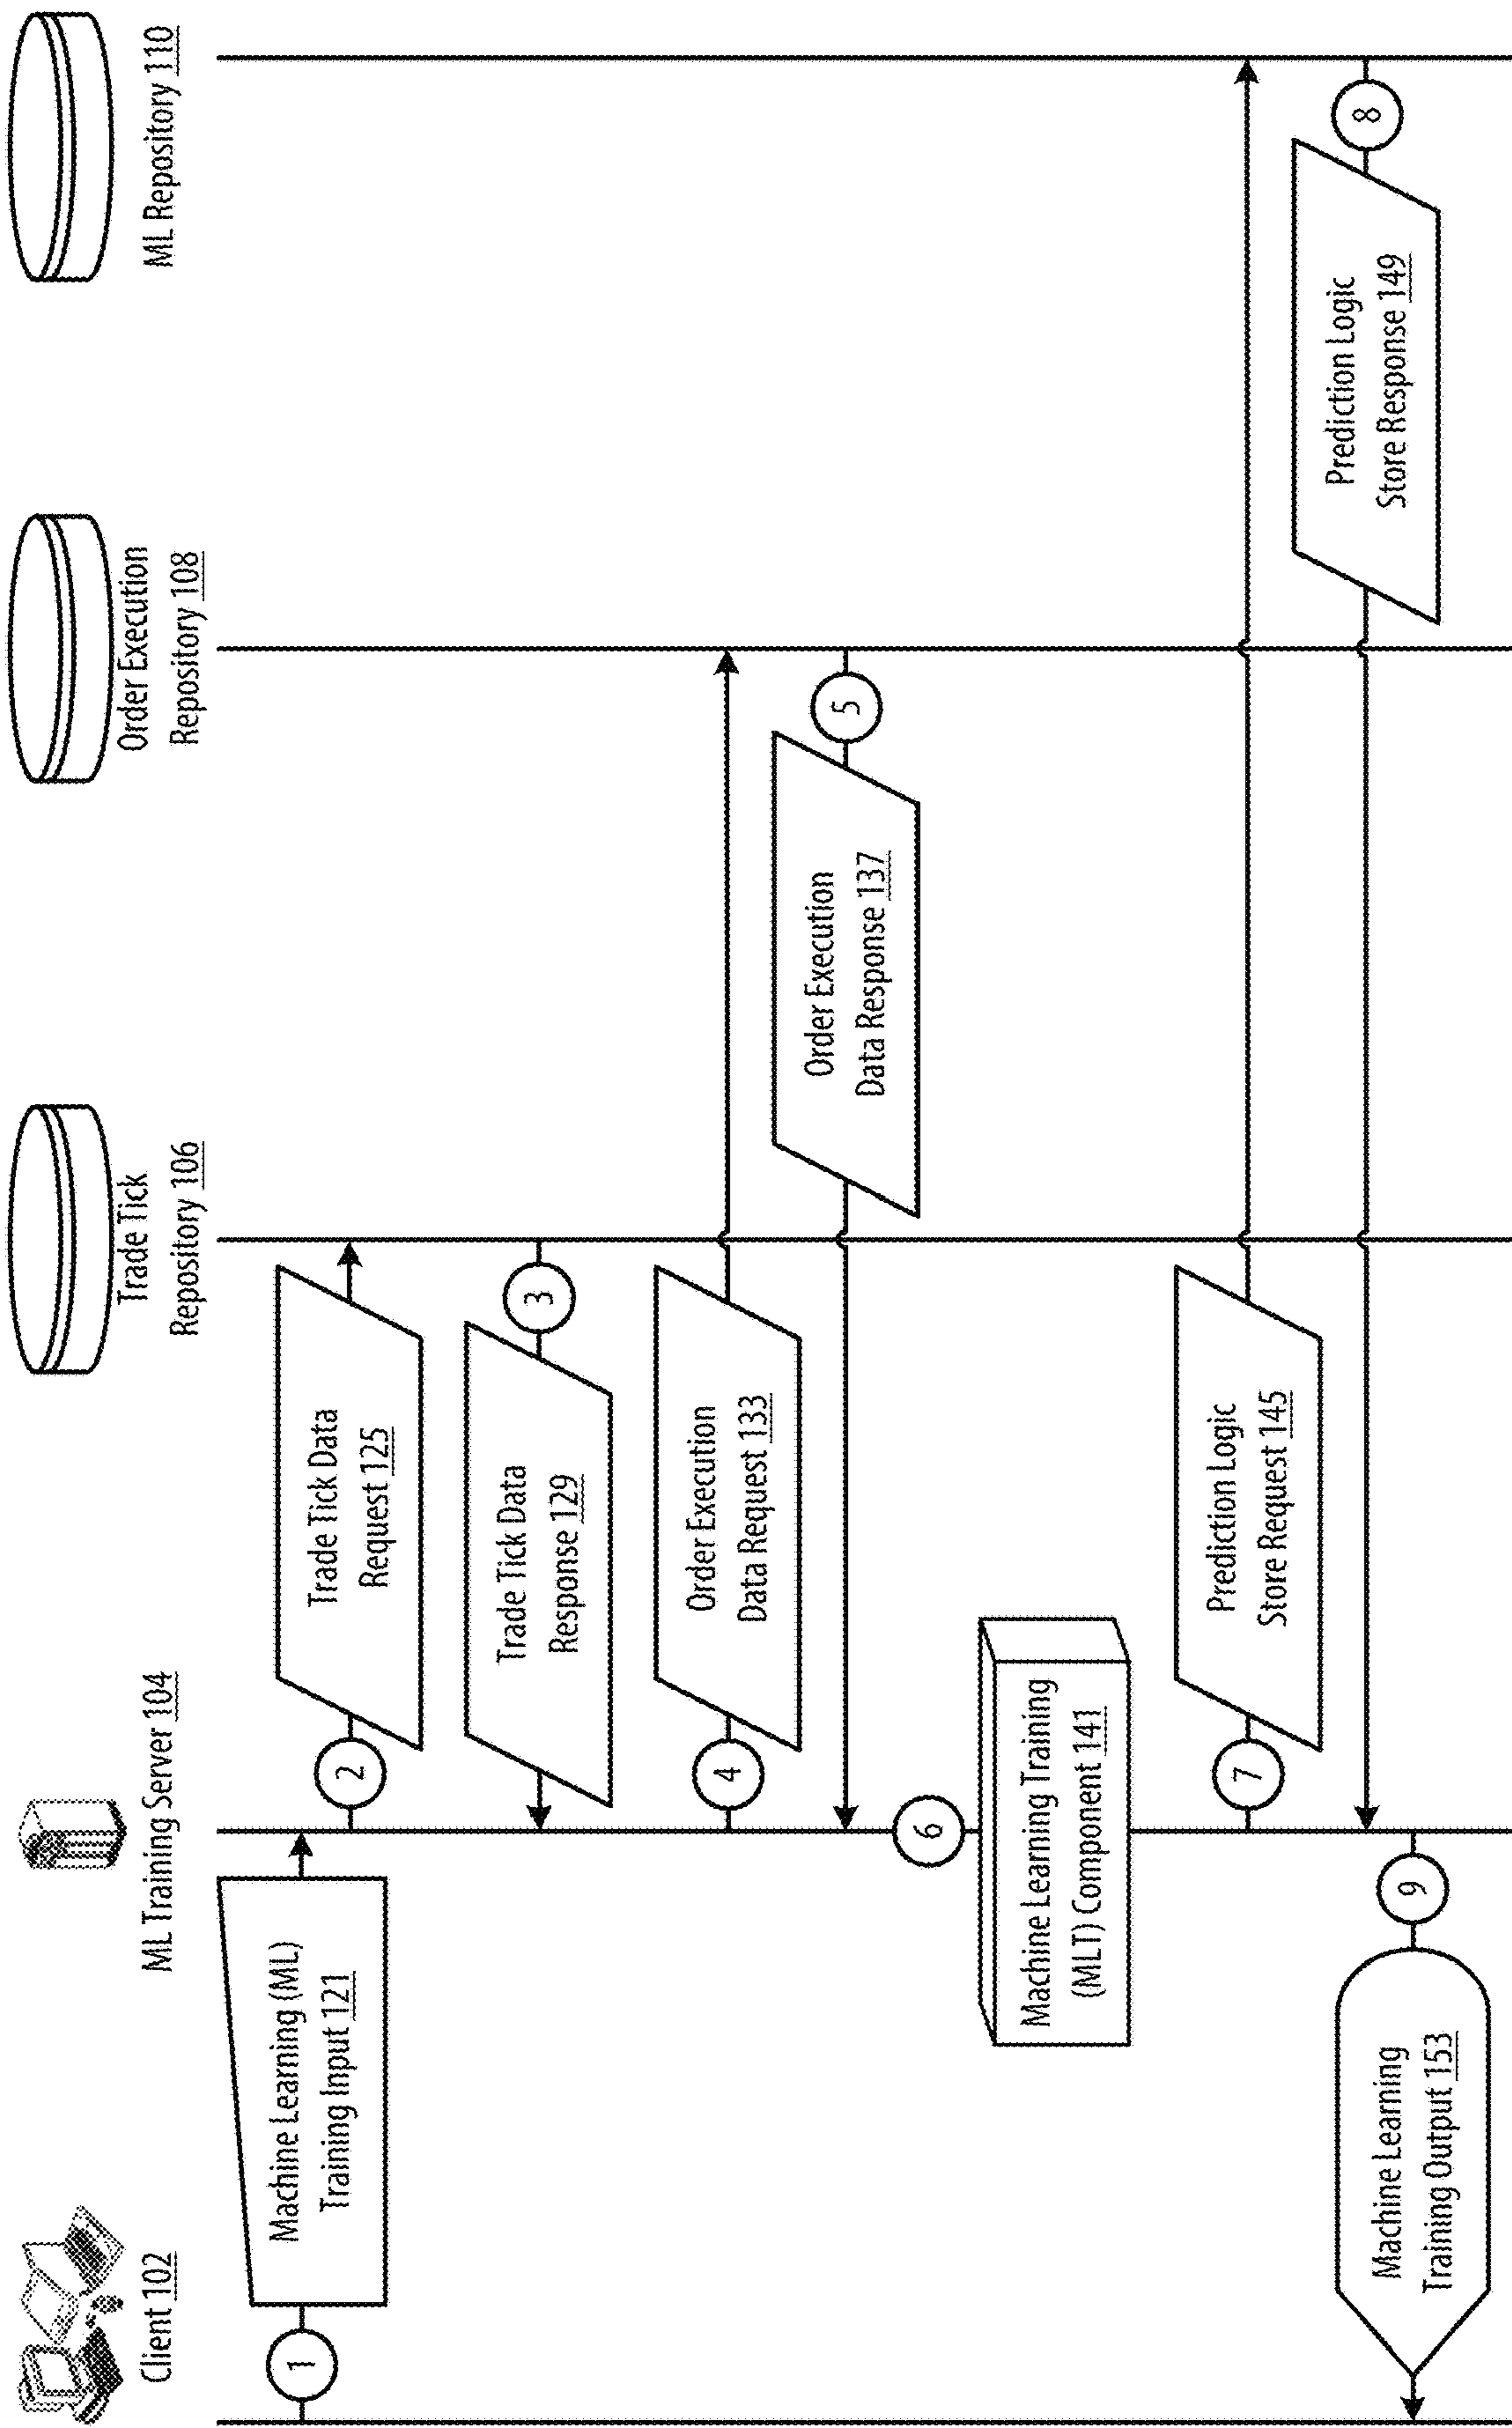 Client 102
ML Training Server 104
Trade Tick
Repository 106
Order Execution
Repository 108
ML Repository 110
1
Machine Learning (ML)
Training Input 121
2
Trade Tick Data
Request 125
3
Trade Tick Data
Response 129
4
Order Execution
Data Request 133
5
Order Execution
Data Response 137
6
Machine Learning Training
(MLT) Component 141
7
Prediction Logic
Store Request 145
8
Prediction Logic
Store Response 149
9
Machine Learning
Training Output 153